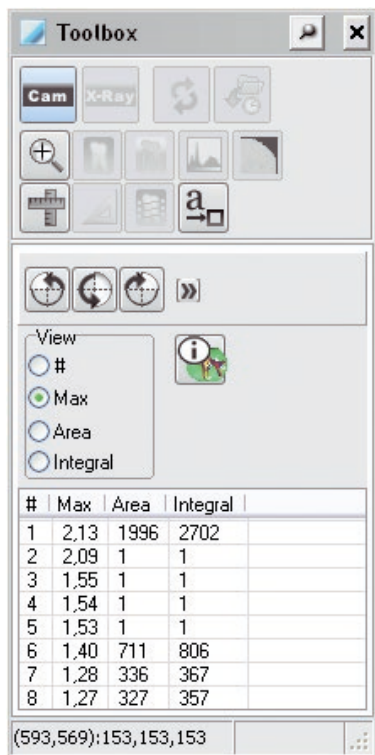 Toolbox
Cam X-Ray
a
View
#
Max
Area
Integral
# Max Area Integral
1 2,13 1996 2702
2 2,09 1 1
3 1,55 1 1
4 1,54 1 1
5 1,53 1 1
6 1,40 711 806
7 1,28 336 367
8 1,27 327 357
(593,569):153,153,153